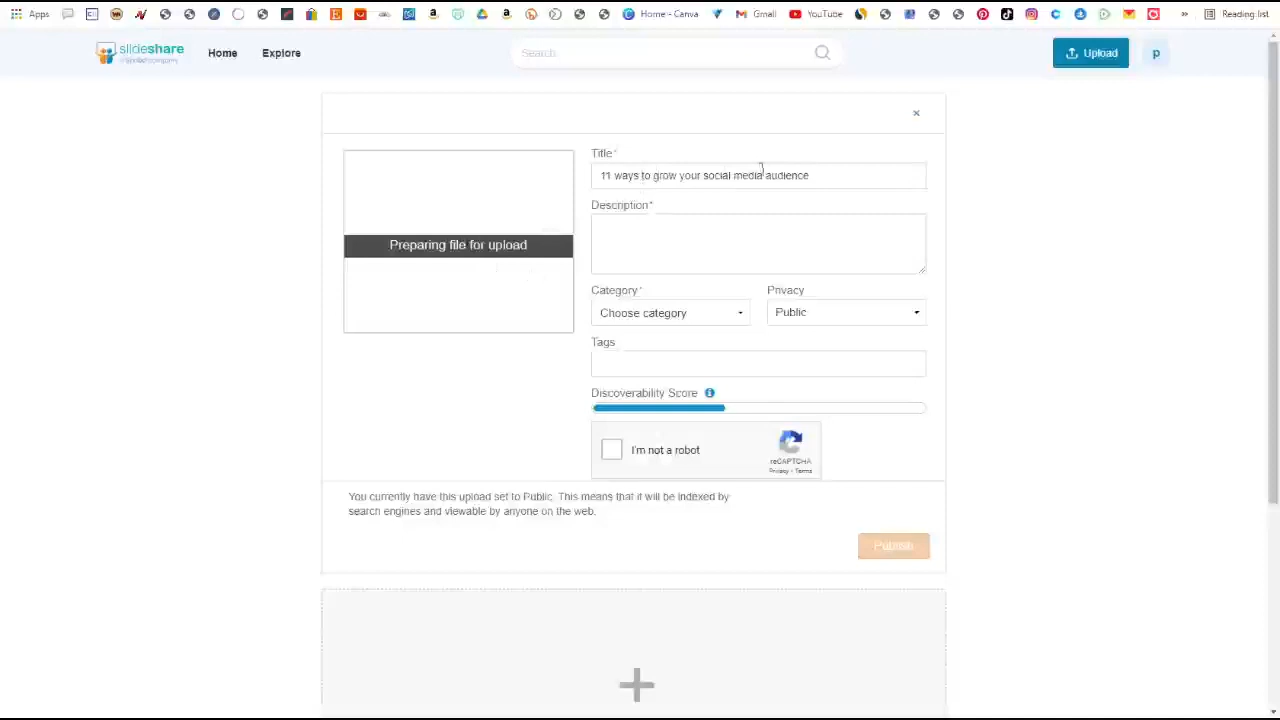 Apps
Home - Canva
Gmail
YouTube
»
Reading list
slideshare
Home
Explore
Search
Upload
p
×
Title*
11 ways to grow your social media audience
Description*
Preparing file for upload
Category*
Privacy
Choose category
Public
Tags
Discoverability Score
I'm not a robot
reCAPTCHA
Privacy - Terms
You currently have this upload set to Public. This means that it will be indexed by
search engines and viewable by anyone on the web.
Publish